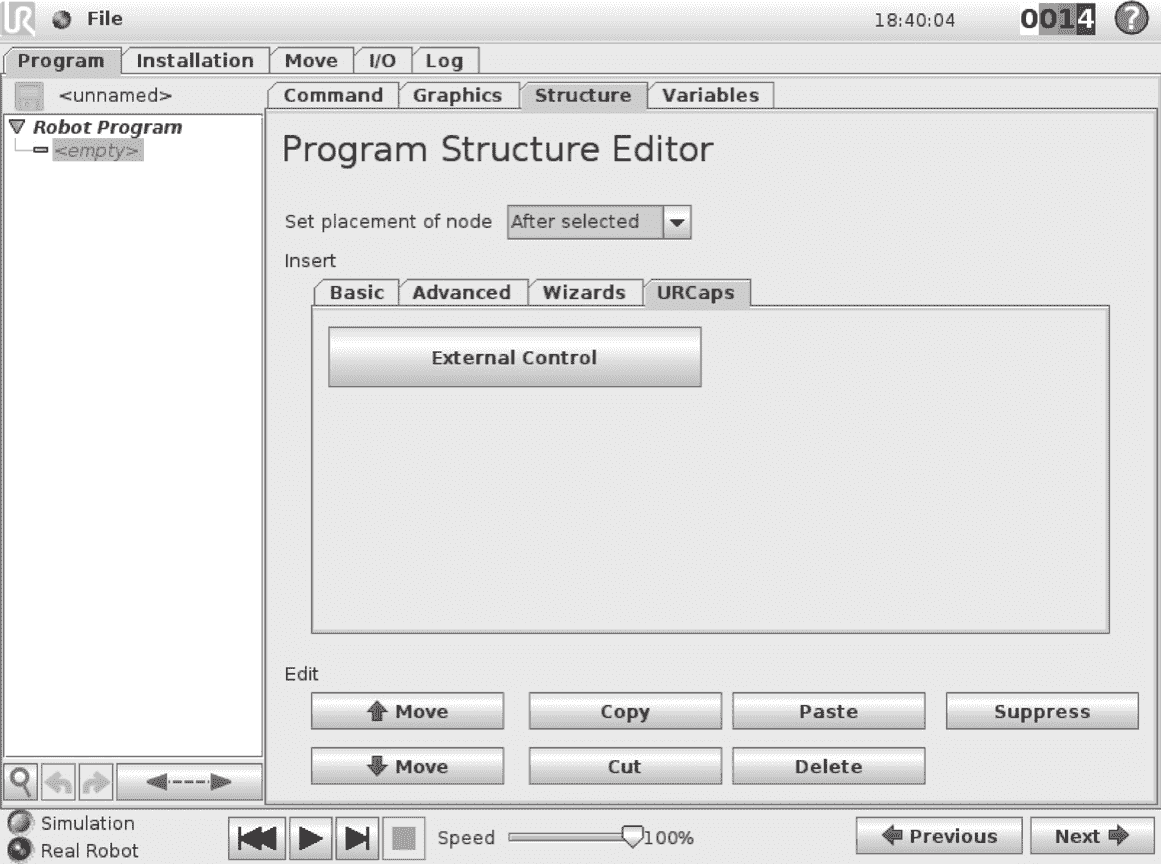 UR File 18:40:04 0014 ?
Program Installation Move I/O Log
<unnamed> Command Graphics Structure Variables
Robot Program
<empty>
Program Structure Editor
Set placement of node After selected
Insert
Basic Advanced Wizards URCaps
External Control
Edit
Move Copy Paste Suppress
Move Cut Delete
Simulation
Real Robot
Speed 100% Previous Next